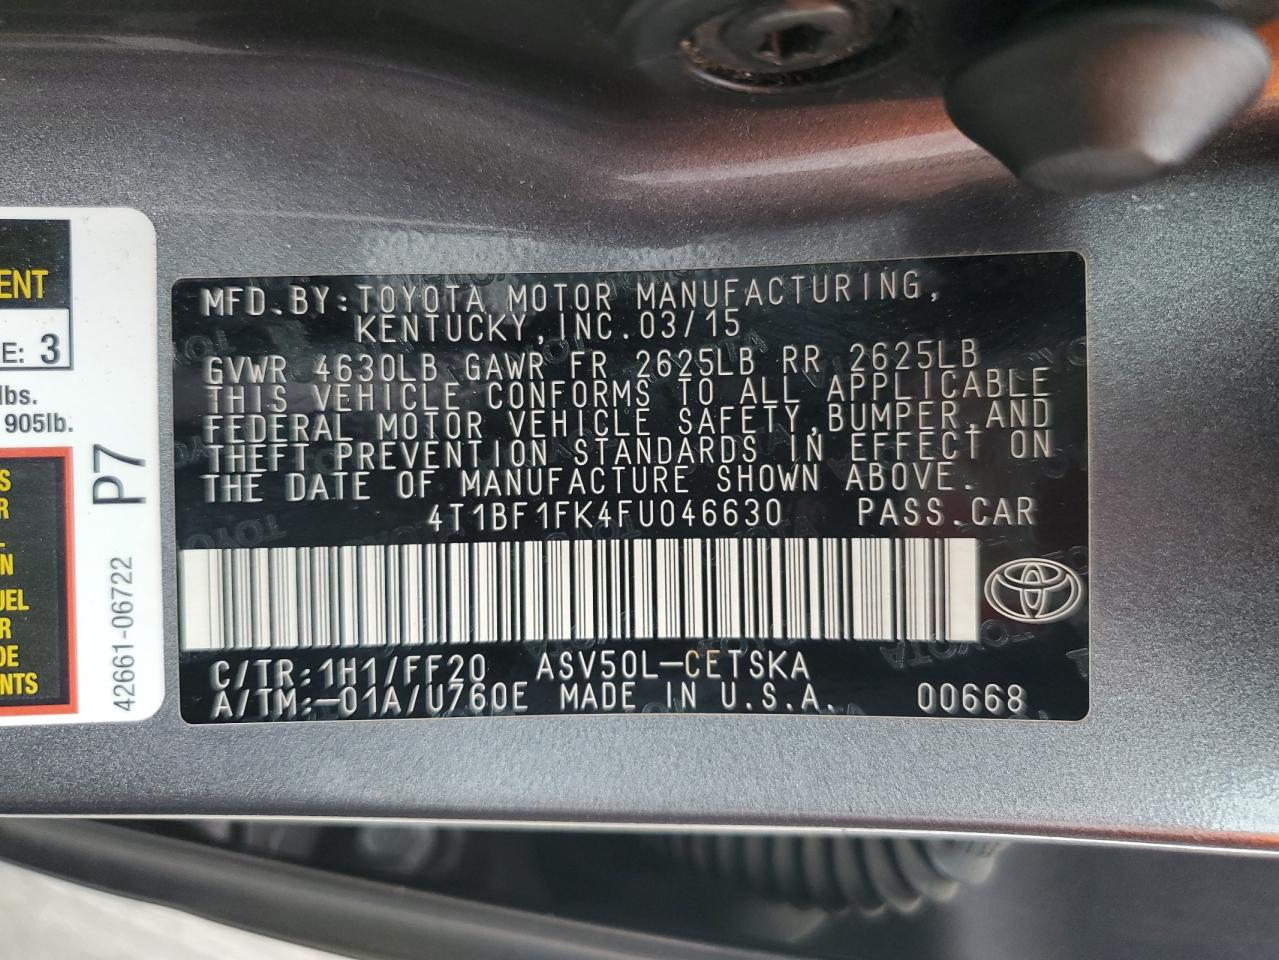 MFD.BY:TOYOTA MOTOR MANUFACTURING,
KENTUCKY,INC.03/15
GVWR 4630LB GAWR FR 2625LB RR 2625LB
THIS VEHICLE CONFORMS TO ALL APPLICABLE
FEDERAL MOTOR VEHICLE SAFETY,BUMPER,AND
THEFT PREVENTION STANDARDS IN EFFECT ON
THE DATE OF MANUFACTURE SHOWN ABOVE.
4T1BF1FK4FU046630 PASS.CAR
C/TR:1H1/FF20 ASV50L-CETSKA
A/TM:-01A/U760E MADE IN U.S.A. 00668
E: 3
lbs.
905lb.
P7
42661-06722